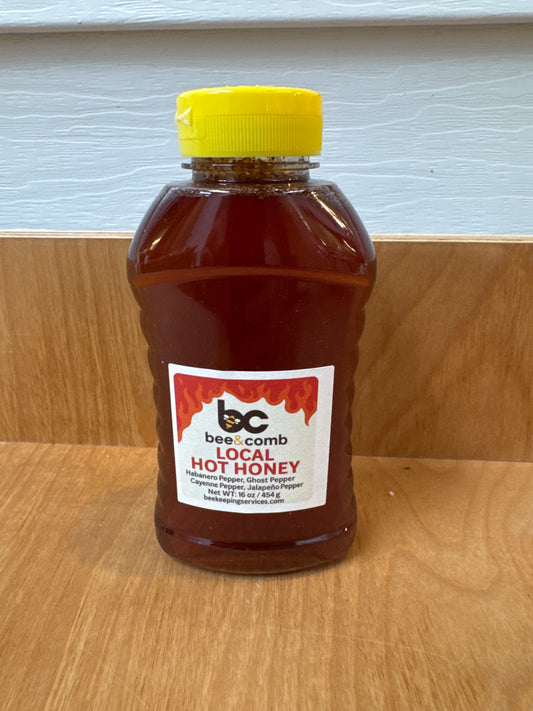 bc
bee&comb
LOCAL
HOT HONEY
Habanero Pepper, Ghost Pepper
Cayenne Pepper, Jalapeño Pepper
Net WT: 16 oz / 454 g
beekeepingservices.com